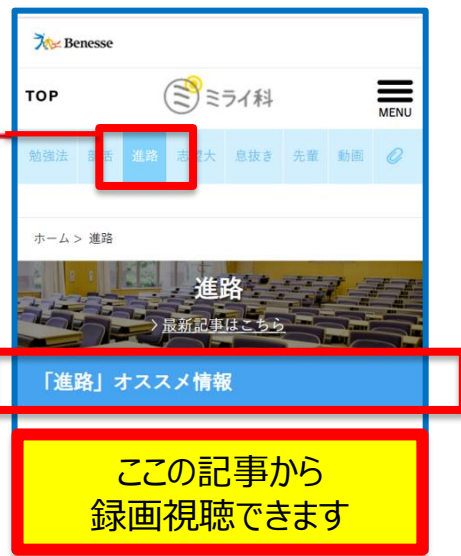 Benesse
TOP
ミライ科
MENU
勉強法 部活 進路 志望大 息抜き 先輩 動画
ホーム > 進路
進路
> 最新記事はこちら
「進路」オススメ情報
ここの記事から
録画視聴できます